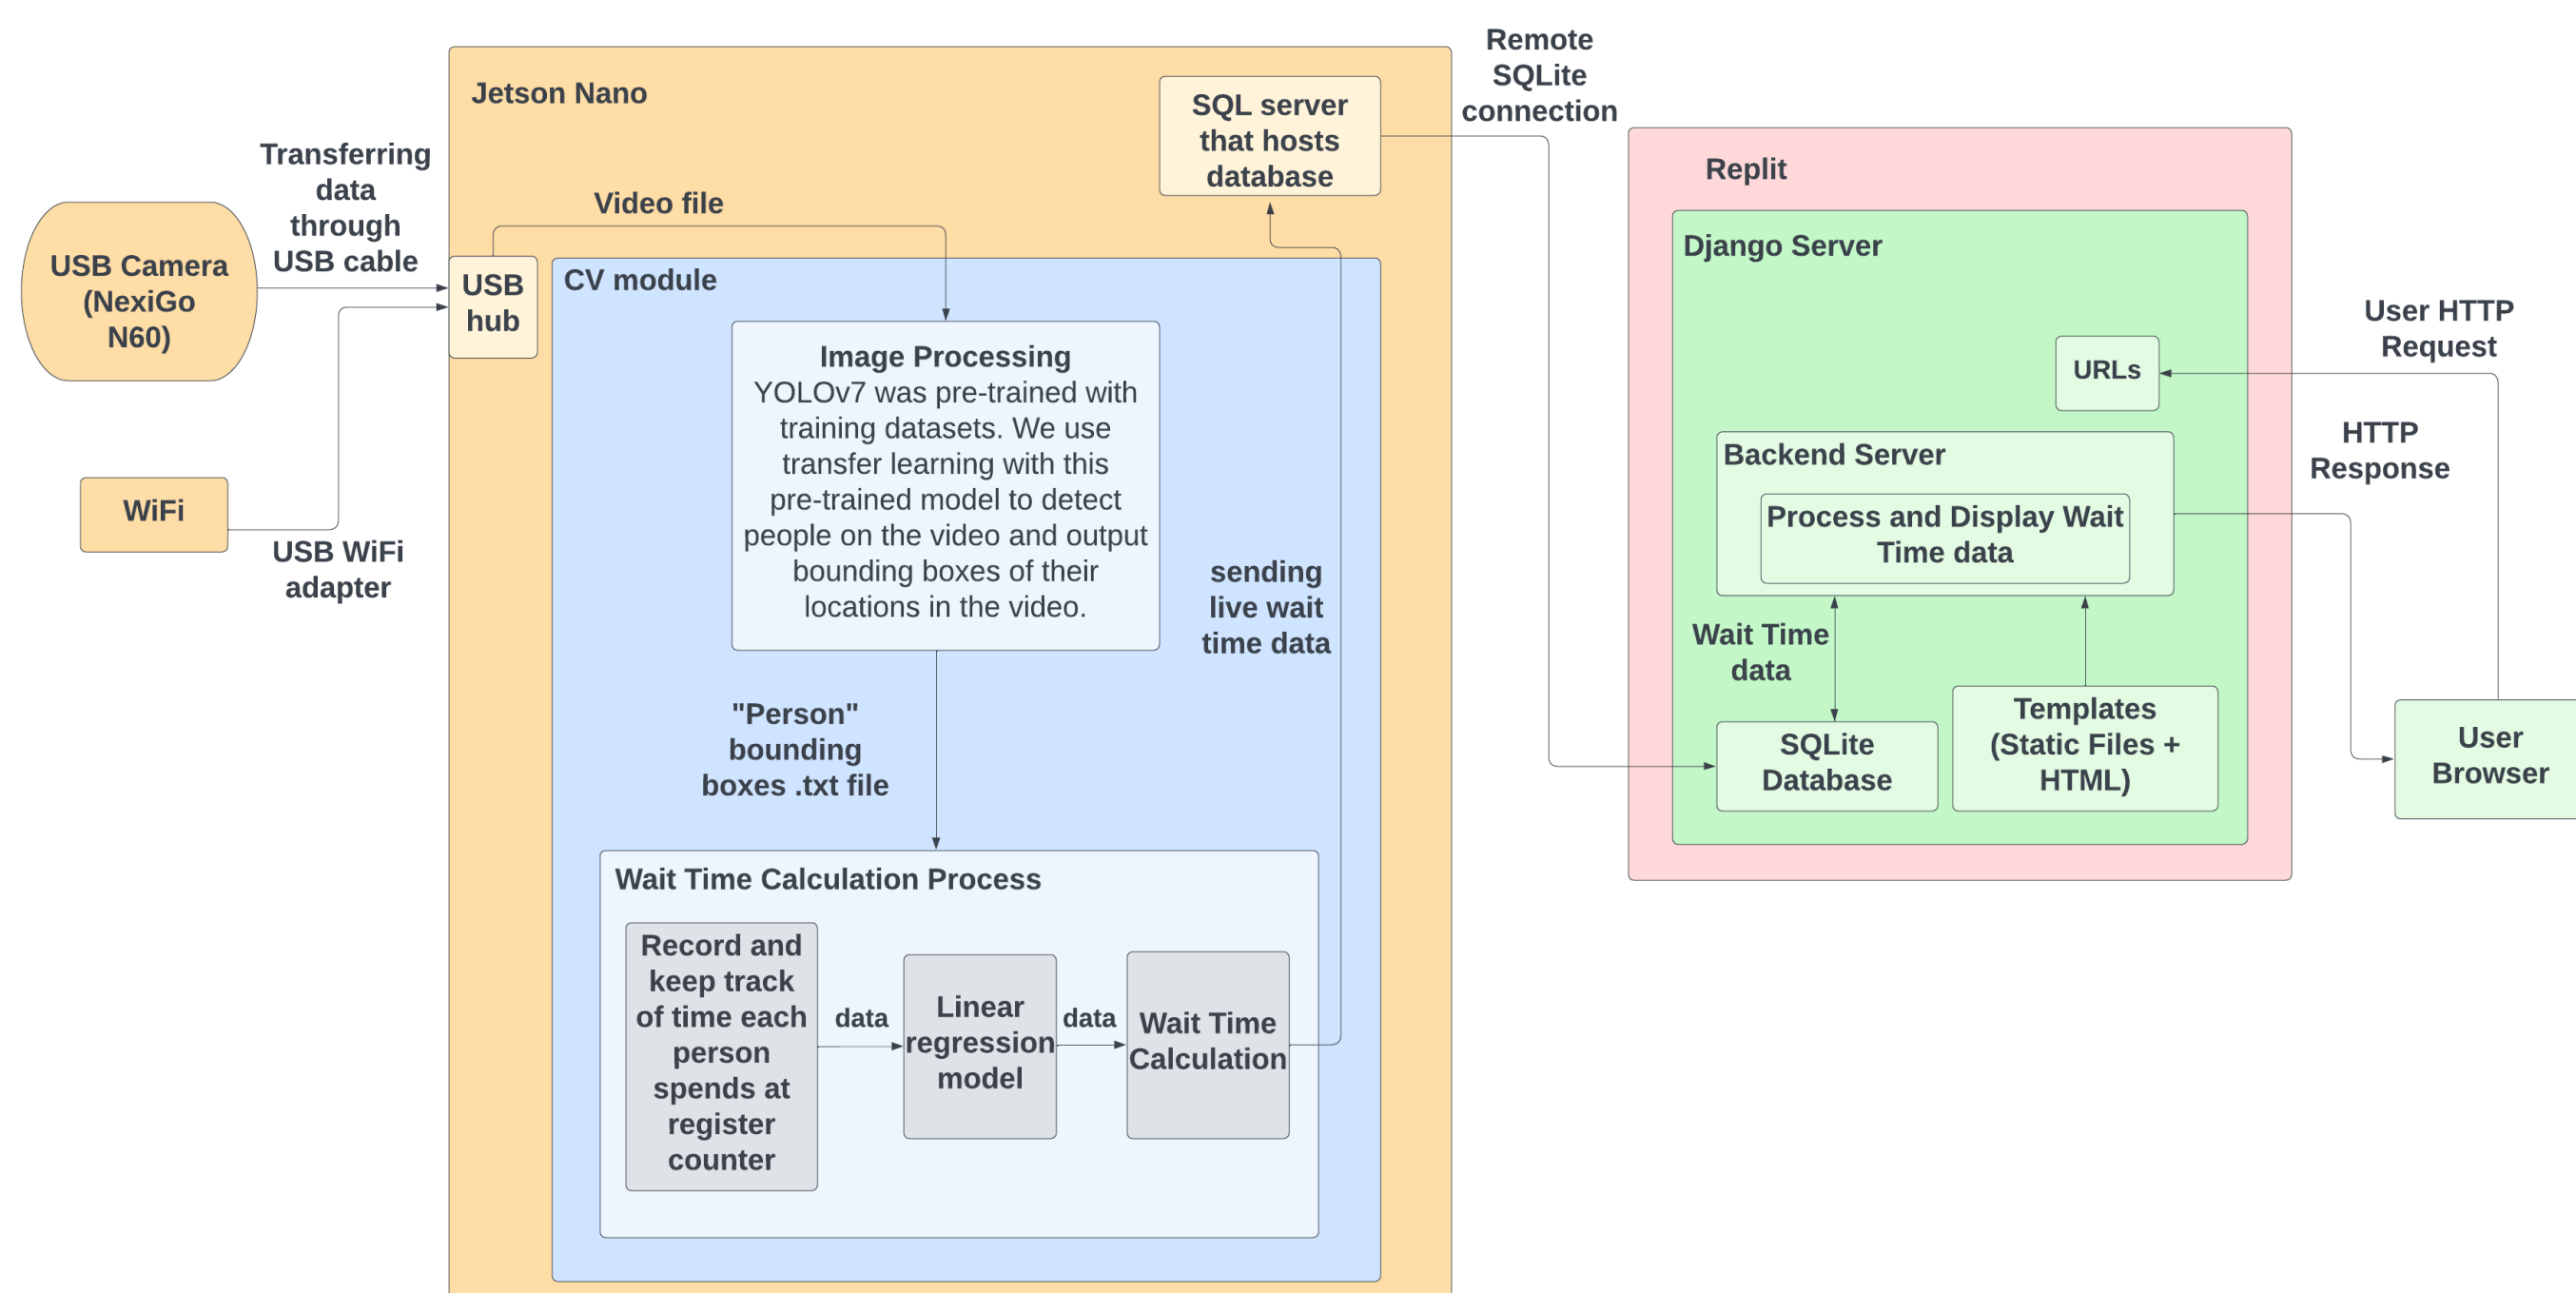 Jetson Nano
Transferring
data
through
USB cable
USB Camera
(NexiGo
N60)
WiFi
USB WiFi
adapter
USB
hub
Video file
SQL server
that hosts
database
CV module
Image Processing
YOLOv7 was pre-trained with
training datasets. We use
transfer learning with this
pre-trained model to detect
people on the video and output
bounding boxes of their
locations in the video.
sending
live wait
time data
"Person"
bounding
boxes .txt file
Wait Time Calculation Process
Record and
keep track
of time each
person
spends at
register
counter
data
Linear
regression
model
data
Wait Time
Calculation
Remote
SQLite
connection
Replit
Django Server
URLs
Backend Server
Process and Display Wait
Time data
Wait Time
data
SQLite
Database
Templates
(Static Files +
HTML)
User HTTP
Request
HTTP
Response
User
Browser